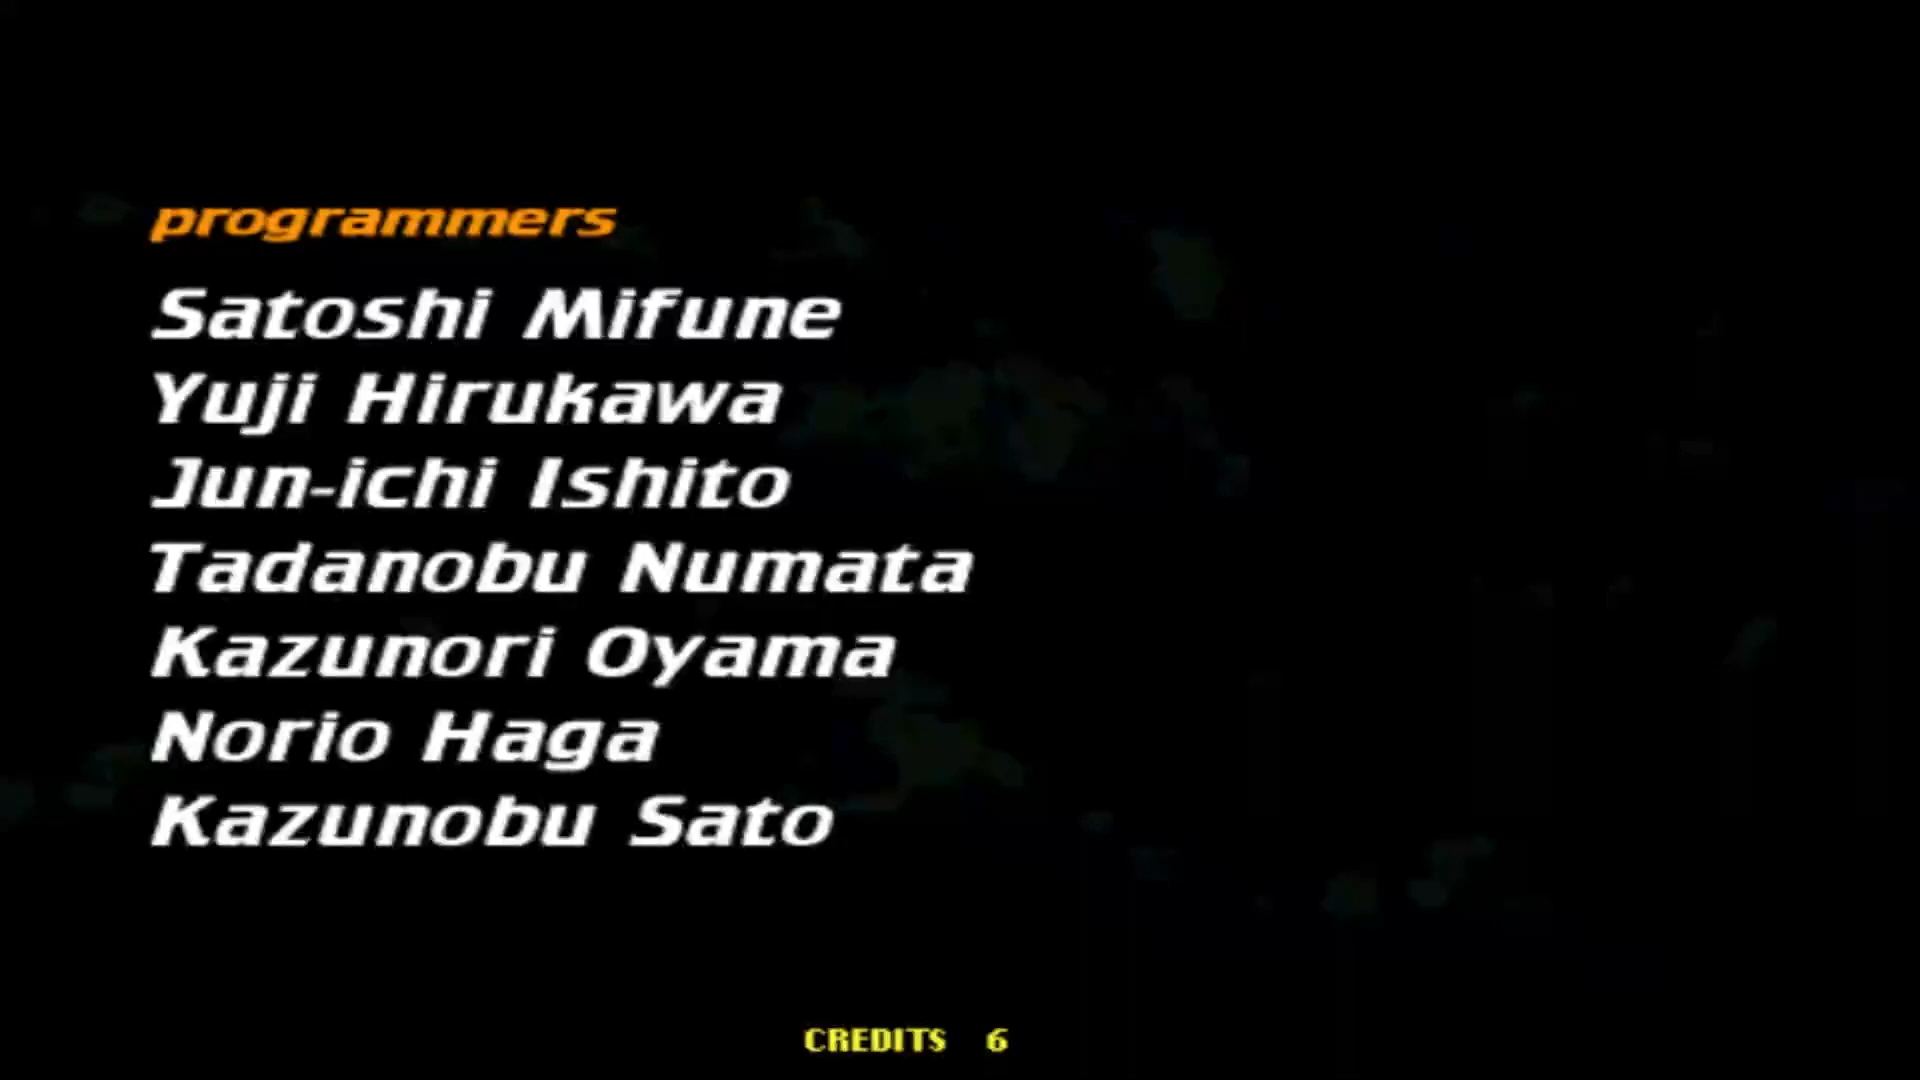 programmers
Satoshi Mifune
Yuji Hirukawa
Jun-ichi Ishito
Tadanobu Numata
Kazunori Oyama
Norio Haga
Kazunobu Sato
CREDITS 6